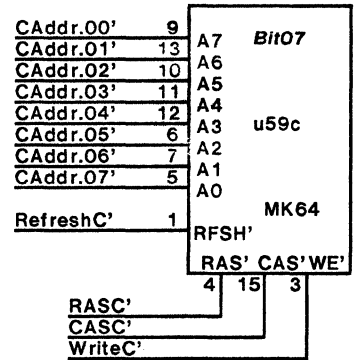 CAddr.00' 9 A7 Bit07
CAddr.01' 13 A6
CAddr.02' 10 A5
CAddr.03' 11 A4
CAddr.04' 12 A3 u59c
CAddr.05' 6 A2
CAddr.06' 7 A1
CAddr.07' 5 A0
MK64
RefreshC' 1 RFSH'
RAS' CAS' WE'
4 15 3
RASC'
CASC'
WriteC'